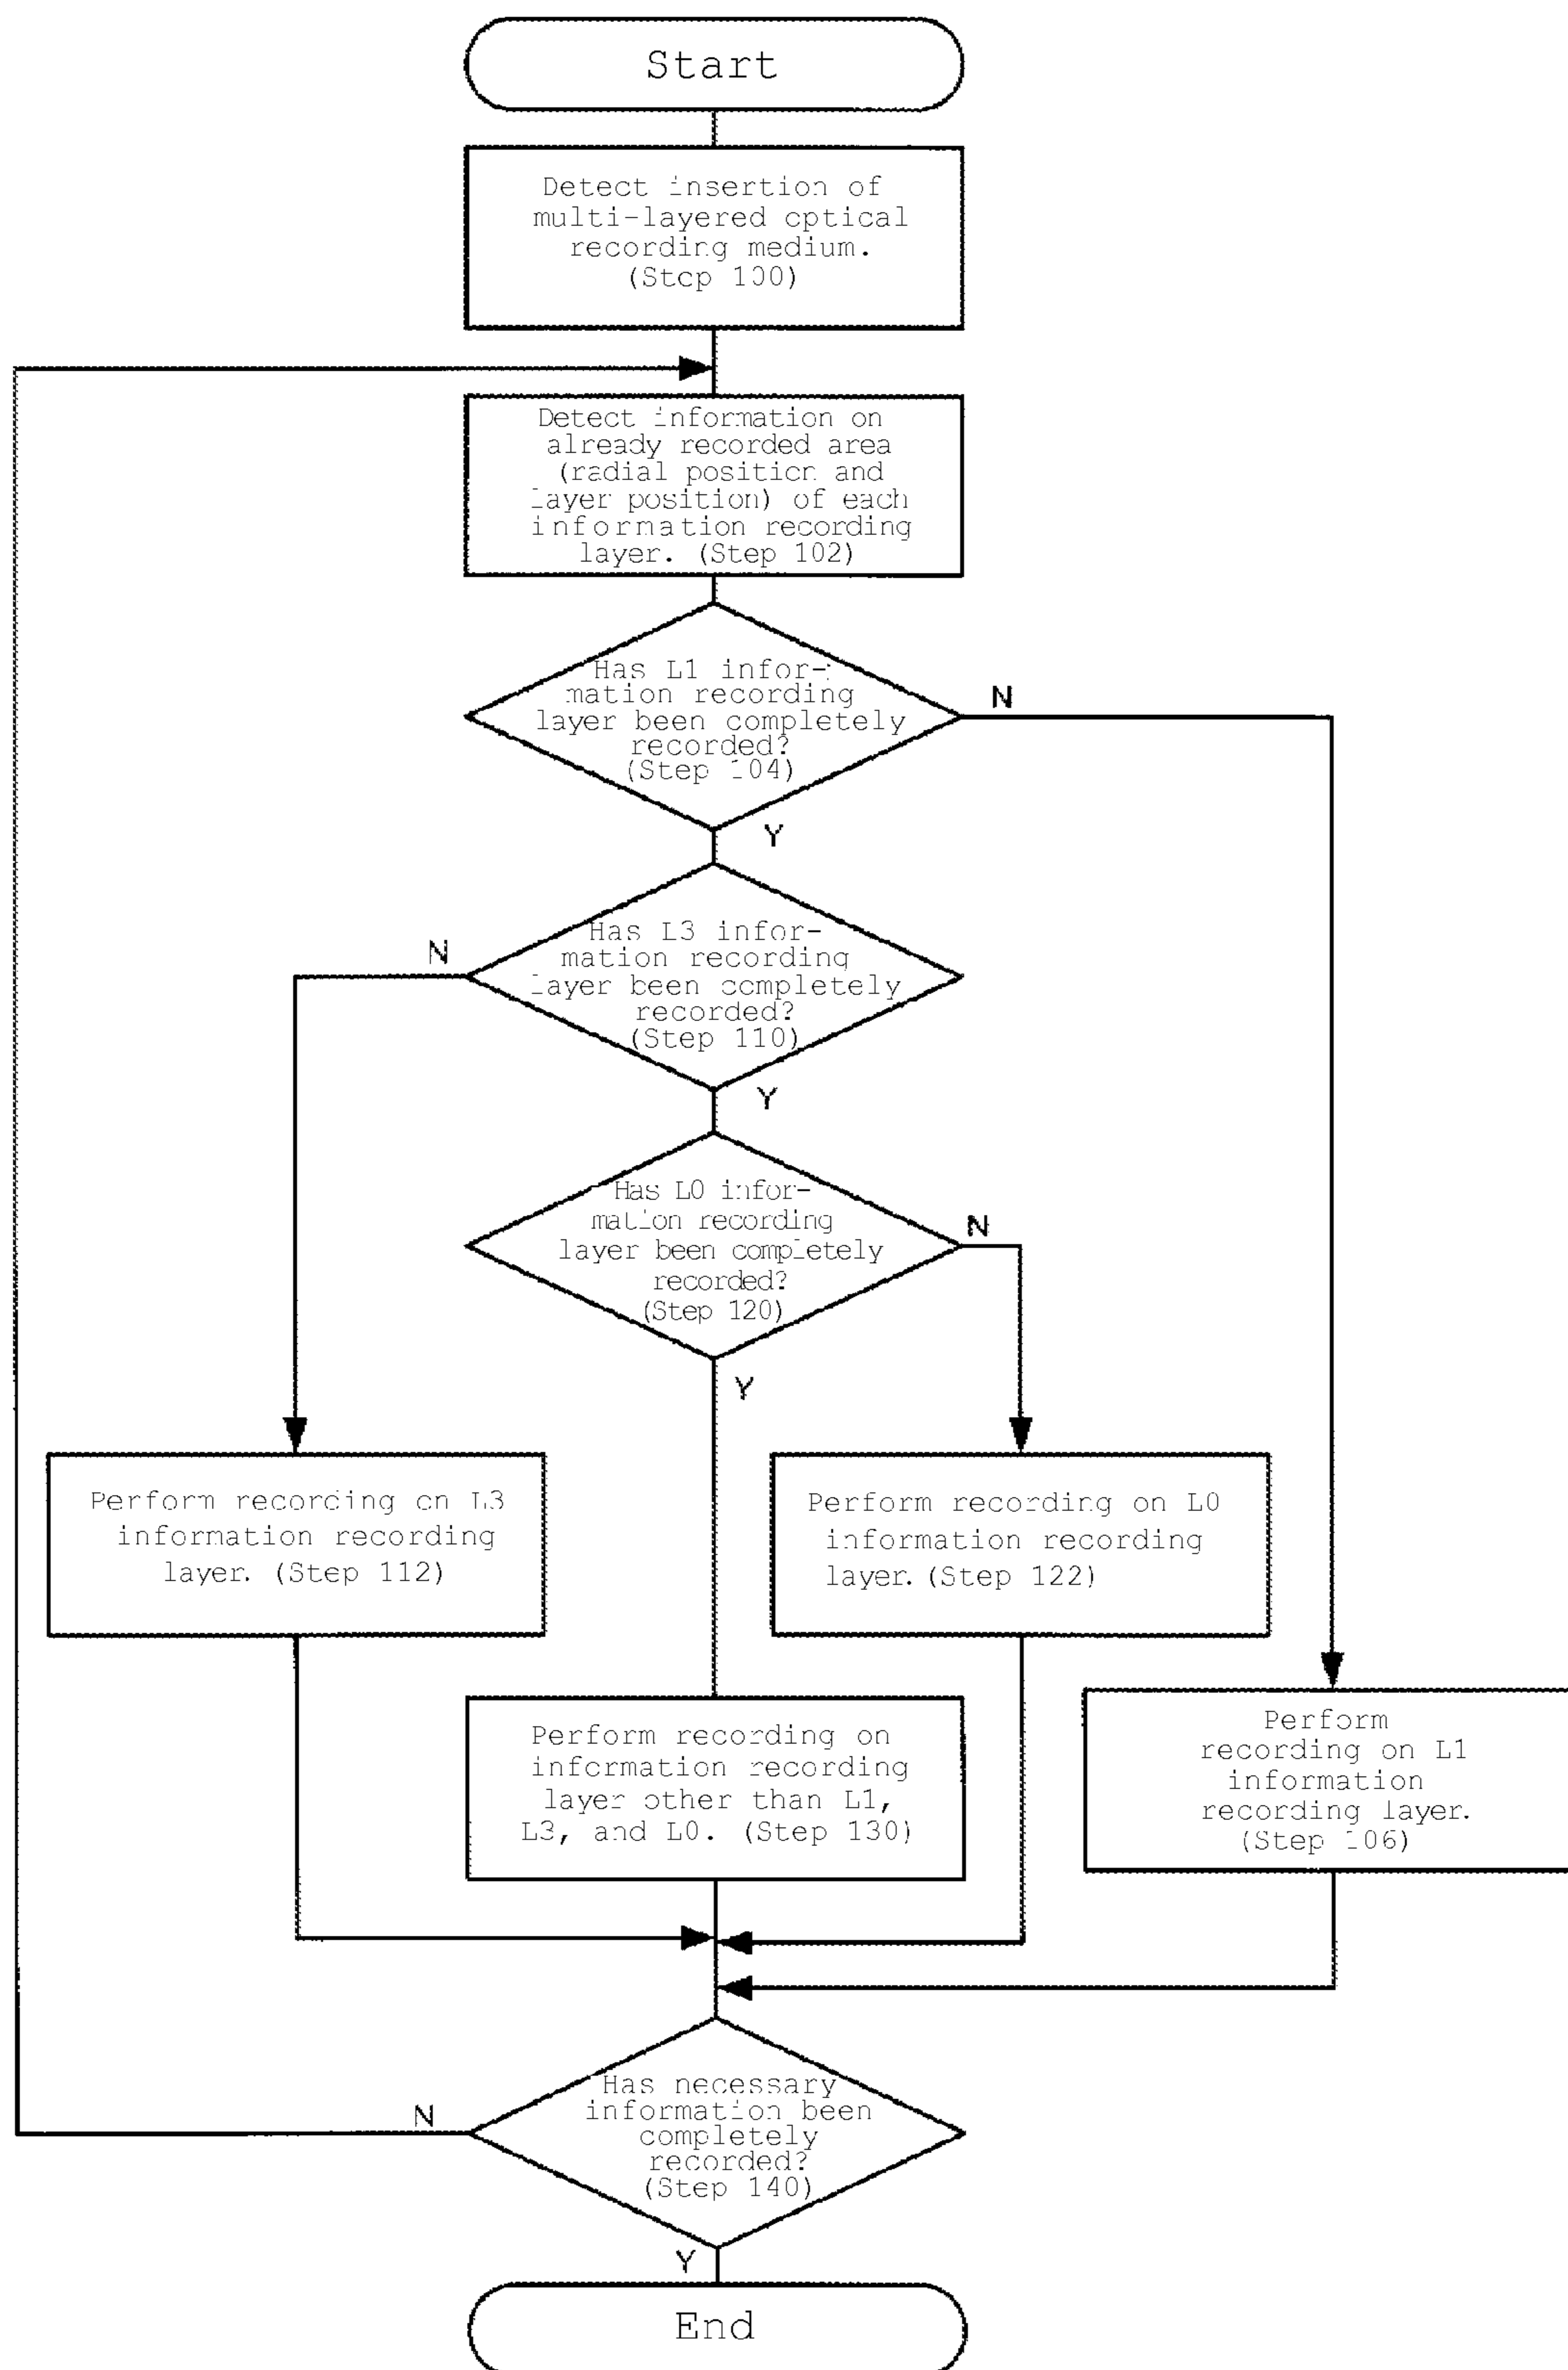 Start
Detect insertion of
multi-layered optical
recording medium.
(Step 100)
Detect information on
already recorded area
(radial position and
layer position) of each
information recording
layer. (Step 102)
Has L1 infor-
mation recording
layer been completely
recorded?
(Step 104)
N
Y
Has L3 infor-
mation recording
layer been completely
recorded?
(Step 110)
N
Y
Has L0 infor-
mation recording
layer been completely
recorded?
(Step 120)
N
Y
Perform recording on L3
information recording
layer. (Step 112)
Perform recording on L0
information recording
layer. (Step 122)
Perform recording on
information recording
layer other than L1,
L3, and L0. (Step 130)
Perform
recording on L1
information
recording layer.
(Step 106)
Has necessary
information been
completely
recorded?
(Step 140)
N
Y
End